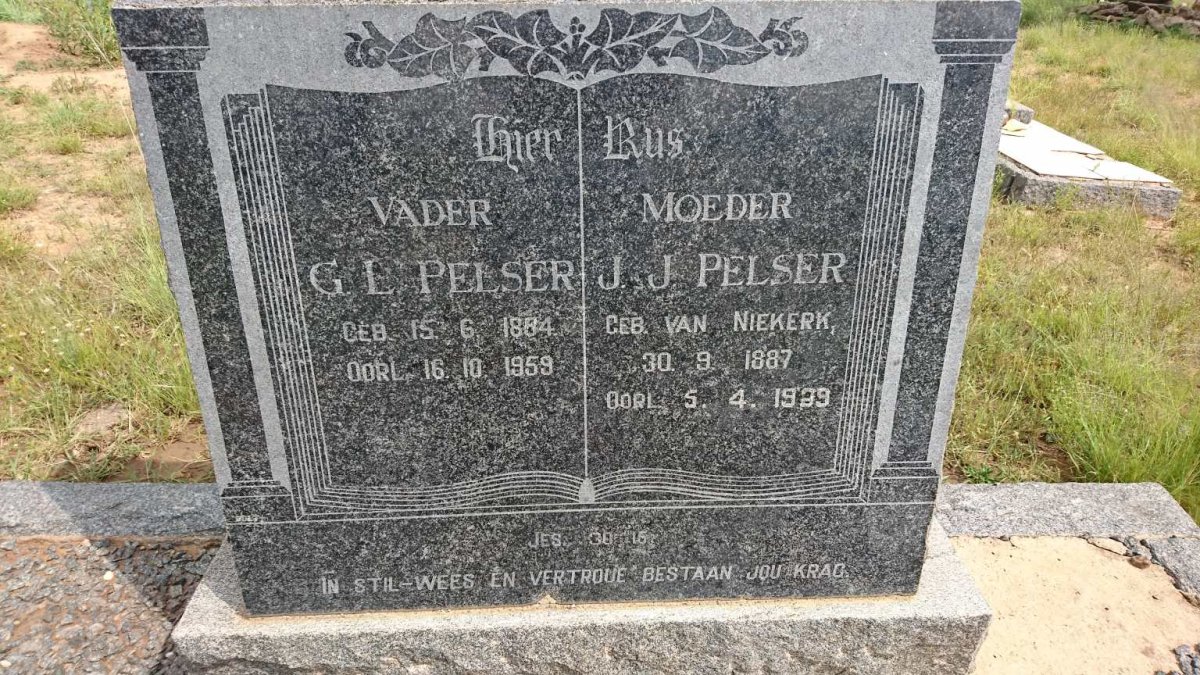 Hier Rus
VADER
G. L. PELSER
GEB. 15. 6. 1884.
OORL. 16. 10. 1959
MOEDER
J. J. PELSER
GEB. VAN NIEKERK,
30. 9. 1887
OORL. 5. 4. 1939
JES. 30:15
IN STIL-WEES EN VERTROUE BESTAAN JOU KRAG.